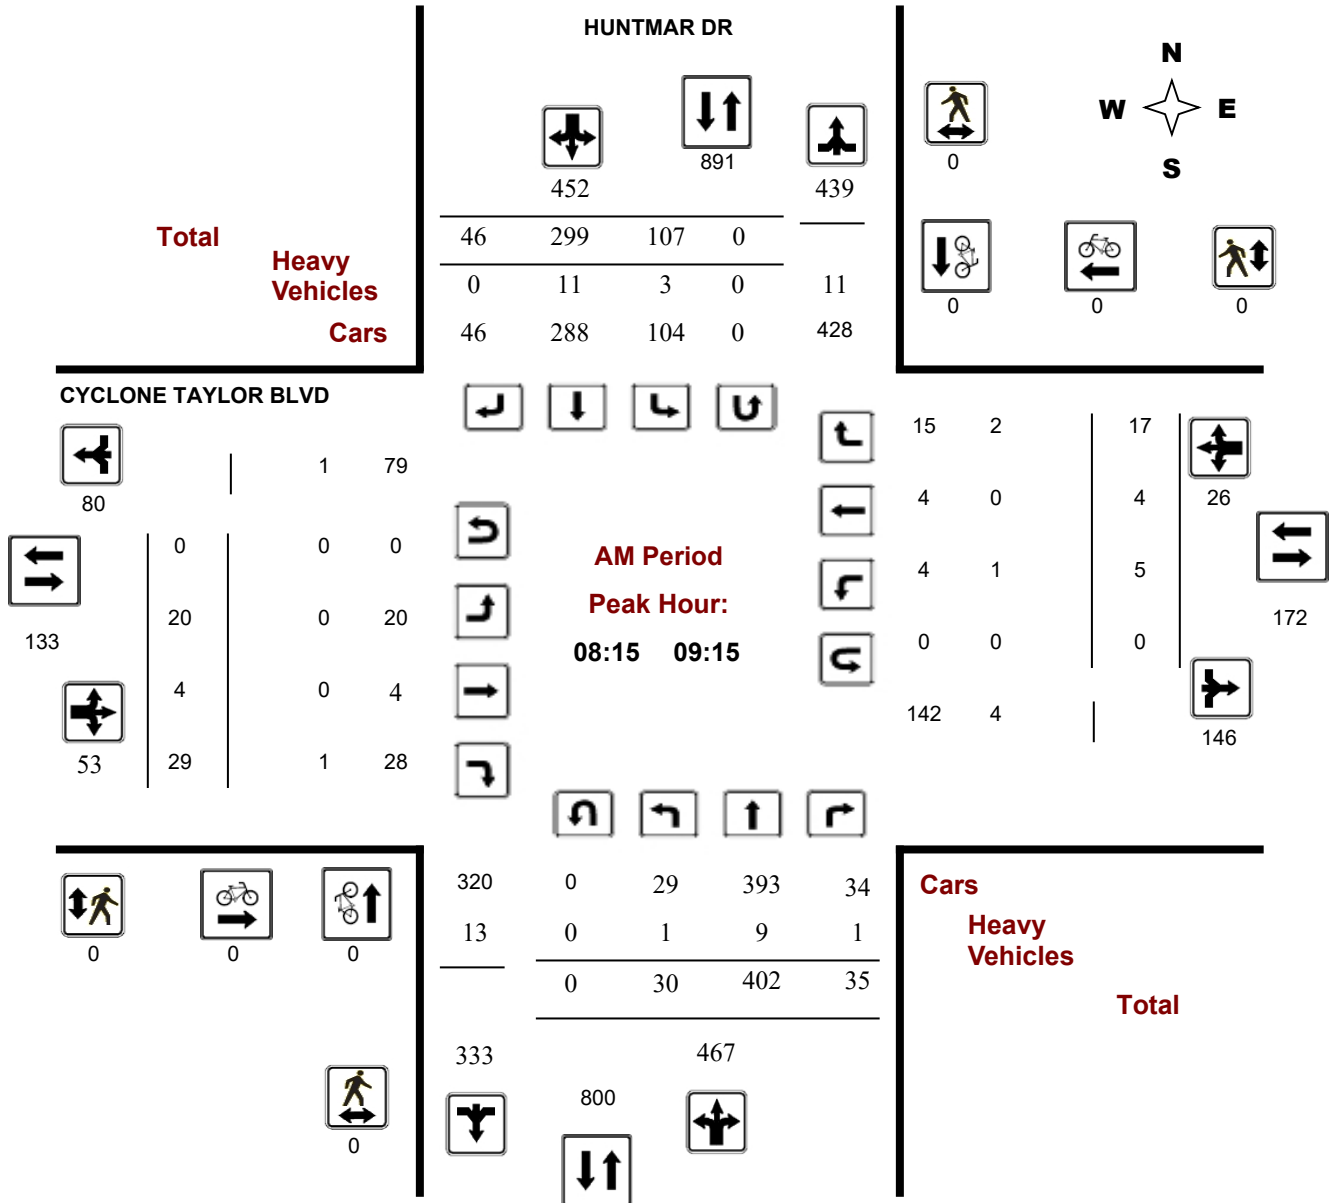 HUNTMAR DR
N
W E
S
891
0
452 439
Total 46 299 107 0
Heavy
Vehicles 0 11 3 0 11
0 0 0
Cars 46 288 104 0 428
CYCLONE TAYLOR BLVD
15 2 17
1 79
80
4 0 4 26
0 0 0
AM Period
4 1 5
Peak Hour:
20 0 20
172
133
08:15 09:15
0 0 0
4 0 4
142 4
146
53 29 1 28
320 0 29 393 34 Cars
13 0 1 9 1 Heavy
Vehicles
0 0 0
0 30 402 35
Total
333 467
800
0